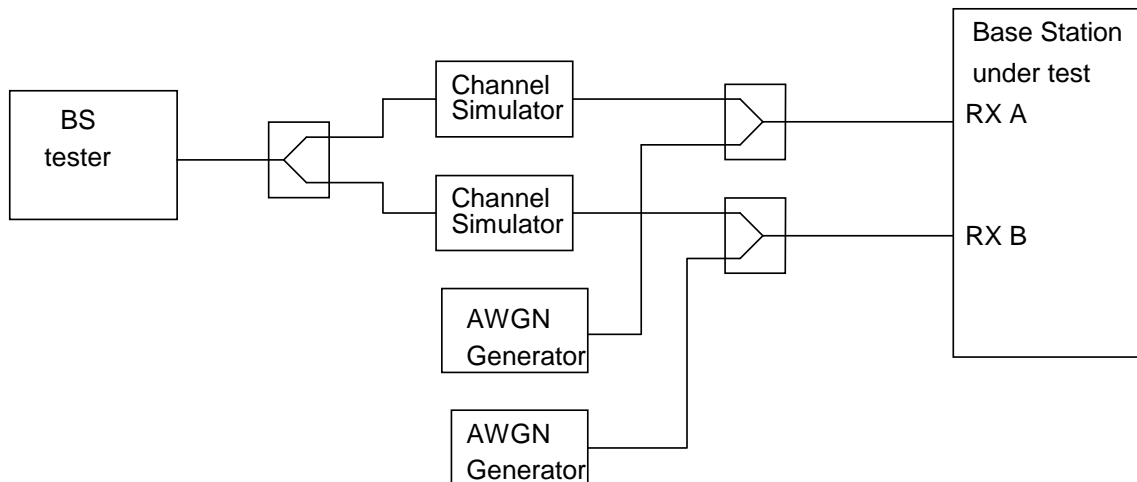 BS
tester
Channel
Simulator
Channel
Simulator
AWGN
Generator
AWGN
Generator
Base Station
under test
RX A
RX B